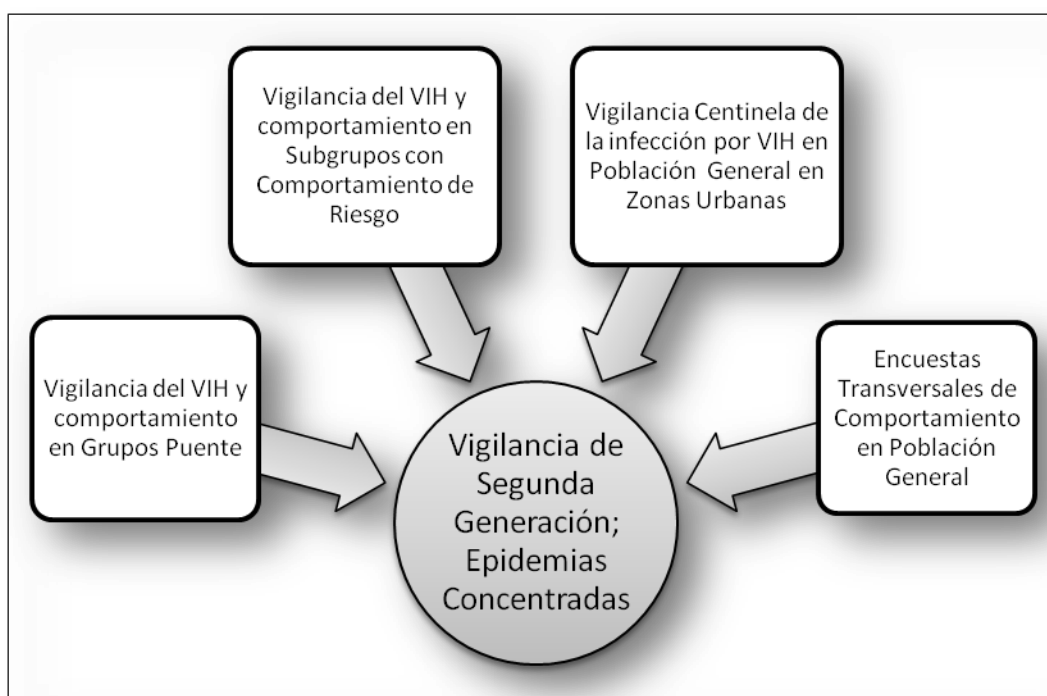 Vigilancia del VIH y
comportamiento en
Subgrupos con
Comportamiento de
Riesgo
Vigilancia Centinela de
la infección por VIH en
Población General en
Zonas Urbanas
Vigilancia del VIH y
comportamiento
en Grupos Puente
Encuestas
Transversales de
Comportamiento
en Población
General
Vigilancia de
Segunda
Generación;
Epidemias
Concentradas